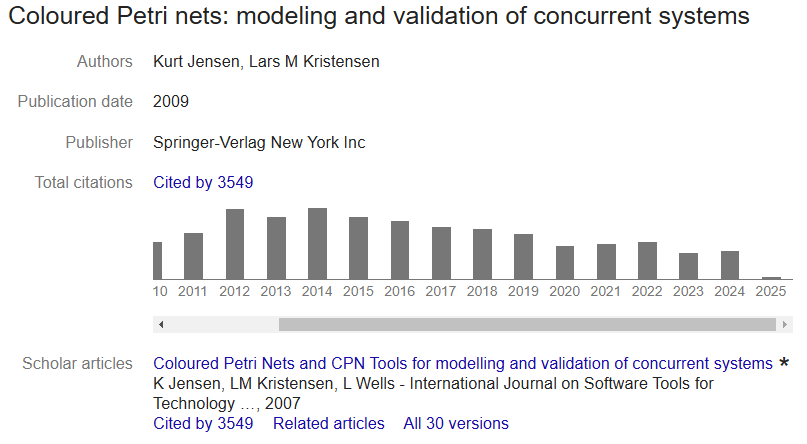 Coloured Petri nets: modeling and validation of concurrent systems
Authors Kurt Jensen, Lars M Kristensen
Publication date 2009
Publisher Springer-Verlag New York Inc
Total citations Cited by 3549
10 2011 2012 2013 2014 2015 2016 2017 2018 2019 2020 2021 2022 2023 2024 2025
Scholar articles Coloured Petri Nets and CPN Tools for modelling and validation of concurrent systems *
K Jensen, LM Kristensen, L Wells - International Journal on Software Tools for
Technology …, 2007
Cited by 3549 Related articles All 30 versions